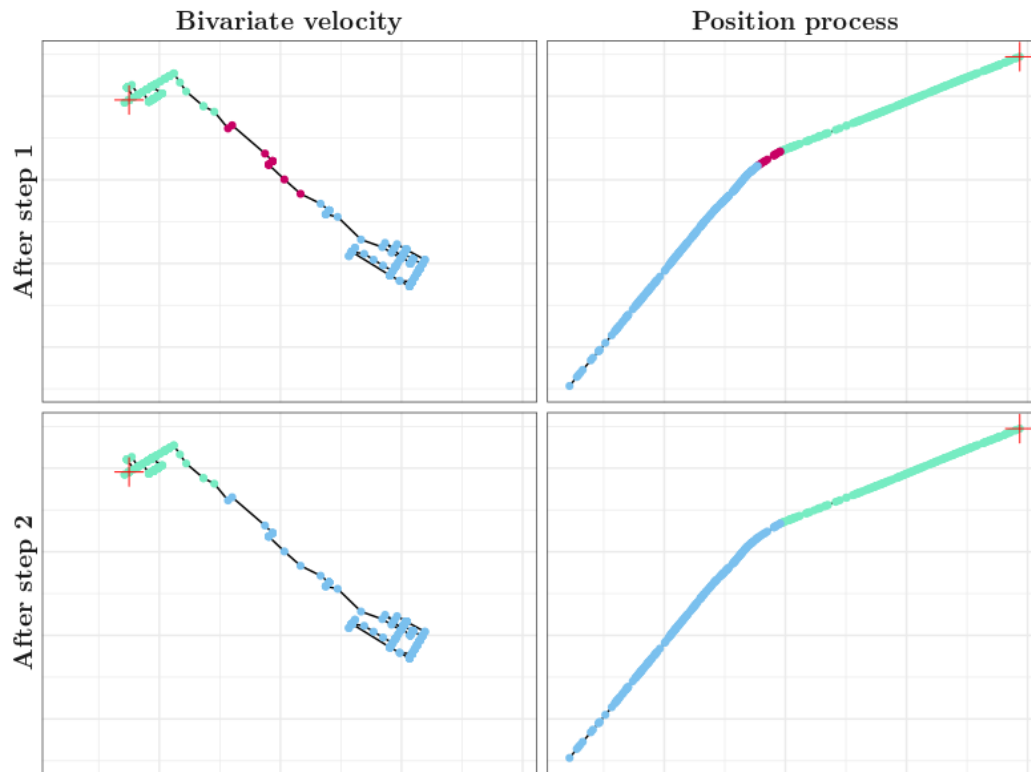 Bivariate velocity
Position process
After step 1
After step 2